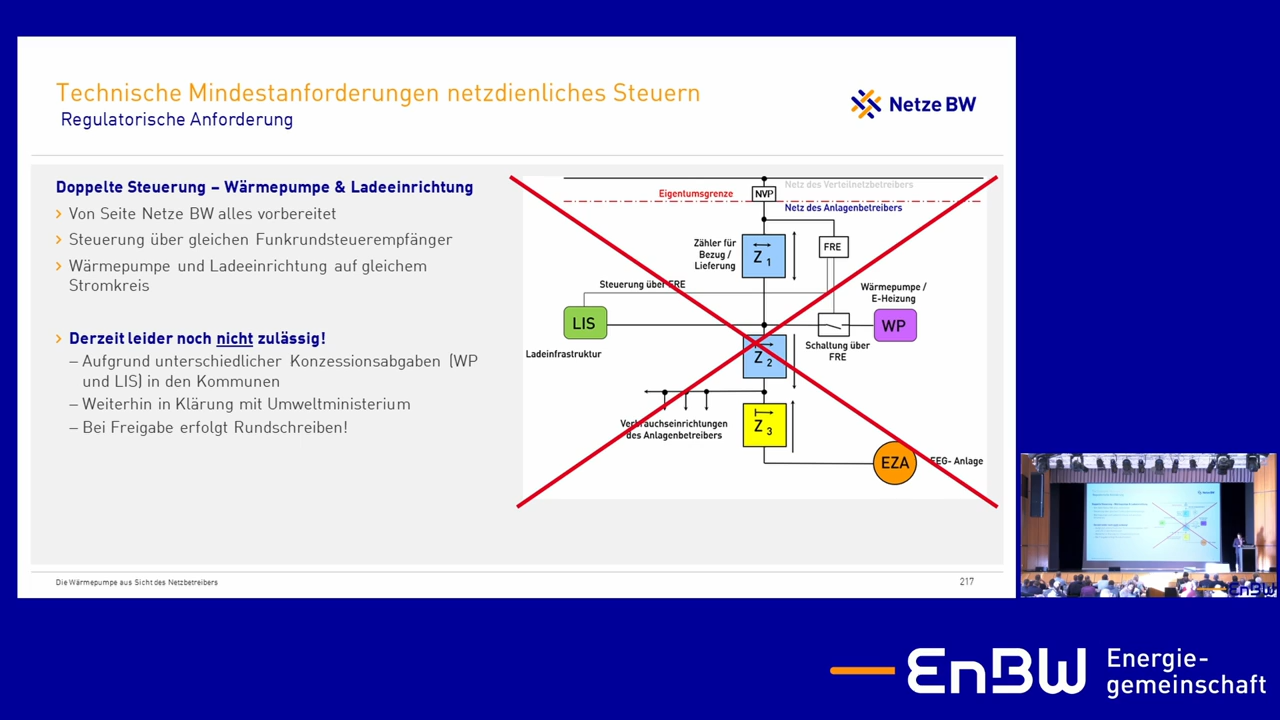 Technische Mindestanforderungen netzdienliches Steuern
Regulatorische Anforderung
Netze BW
Doppelte Steuerung – Wärmepumpe & Ladeeinrichtung
Von Seite Netze BW alles vorbereitet
Steuerung über gleichen Funkrundsteuerempfänger
Wärmepumpe und Ladeeinrichtung auf gleichem
Stromkreis
Derzeit leider noch nicht zulässig!
– Aufgrund unterschiedlicher Konzessionsabgaben (WP
und LIS) in den Kommunen
– Weiterhin in Klärung mit Umweltministerium
– Bei Freigabe erfolgt Rundschreiben!
Netz des Verteilnetzbetreibers
Eigentumsgrenze
NVP
Netz des Anlagenbetreibers
Zähler für
Bezug /
Lieferung
Z 1
FRE
Steuerung über FRE
Wärmepumpe /
E-Heizung
LIS
WP
Ladeinfrastruktur
Schaltung über
FRE
Z 2
Verbrauchseinrichtungen
des Anlagenbetreibers
Z 3
EZA
EEG- Anlage
Die Wärmepumpe aus Sicht des Netzbetreibers
217
EnBW
EnBW
Energie-
gemeinschaft